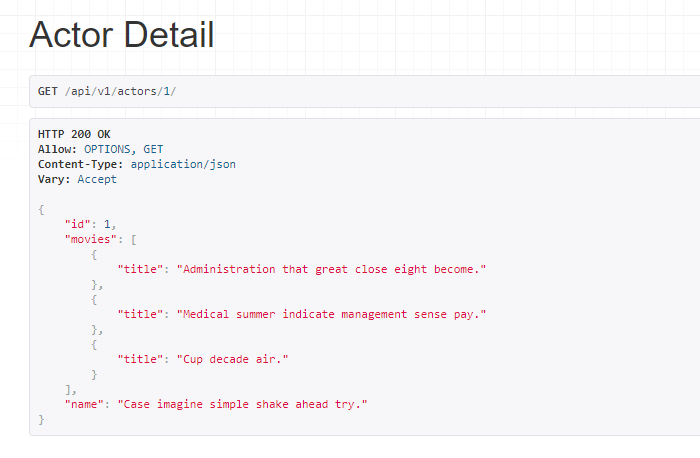 Actor Detail
GET /api/v1/actors/1/
HTTP 200 OK
Allow: OPTIONS, GET
Content-Type: application/json
Vary: Accept
{
    "id": 1,
    "movies": [
        {
            "title": "Administration that great close eight become."
        },
        {
            "title": "Medical summer indicate management sense pay."
        },
        {
            "title": "Cup decade air."
        }
    ],
    "name": "Case imagine simple shake ahead try."
}